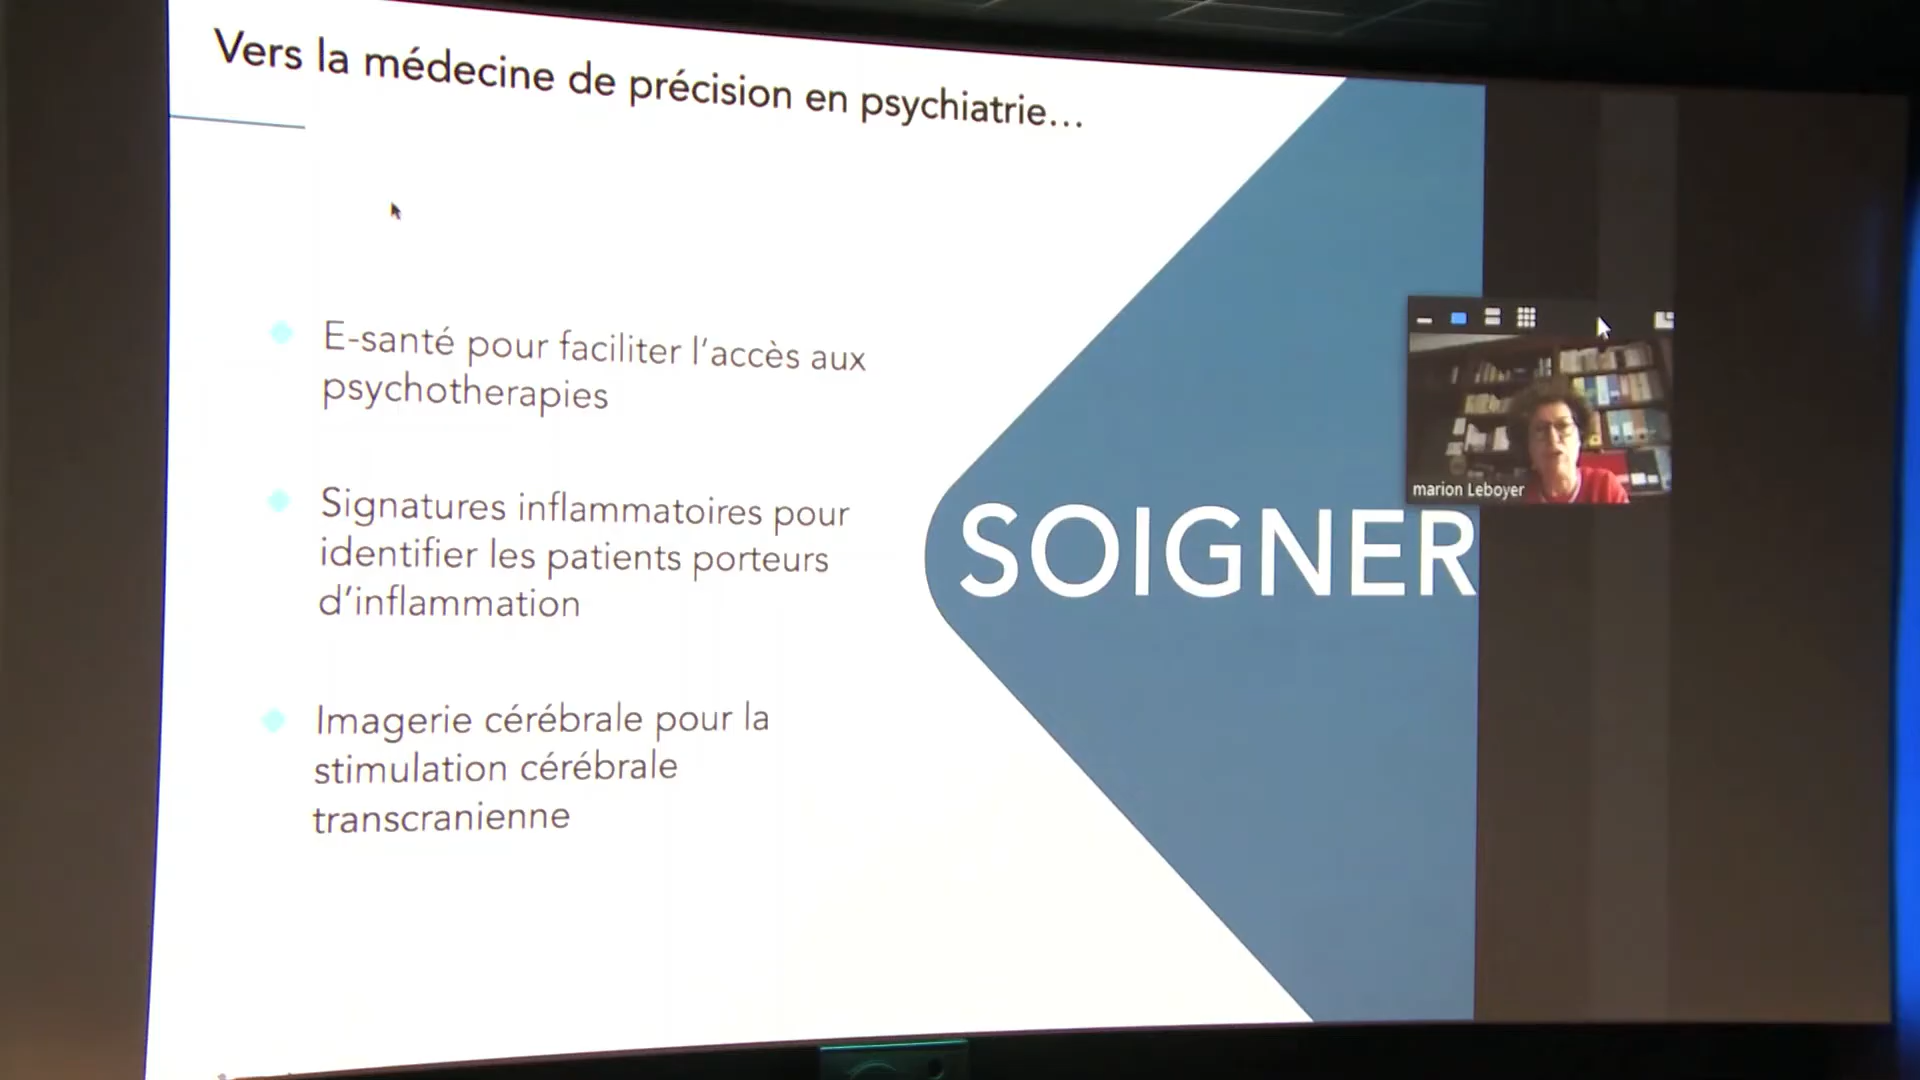 Vers la médecine de précision en psychiatrie...
E-santé pour faciliter l'accès aux
psychotherapies
Signatures inflammatoires pour
identifier les patients porteurs
d'inflammation
Imagerie cérébrale pour la
stimulation cérébrale
transcranienne
SOIGNER
marion Leboyer